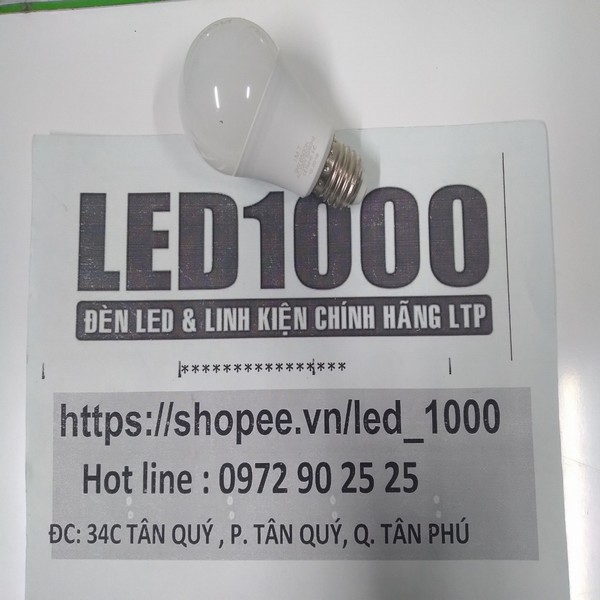 LED1000
ĐÈN LED & LINH KIỆN CHÍNH HÃNG LTP
***************
https://shopee.vn/led_1000
Hot line : 0972 90 25 25
ĐC: 34C TÂN QUÝ , P. TÂN QUÝ, Q. TÂN PHÚ